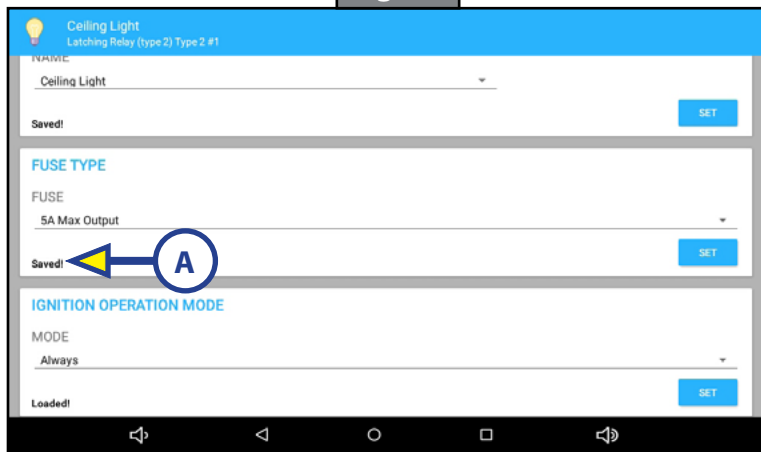 Ceiling Light
Latching Relay (type 2) Type 2 #1
NAME
Ceiling Light
SET
Saved!
FUSE TYPE
FUSE
5A Max Output
SET
Saved!
A
IGNITION OPERATION MODE
MODE
Always
SET
Loaded!